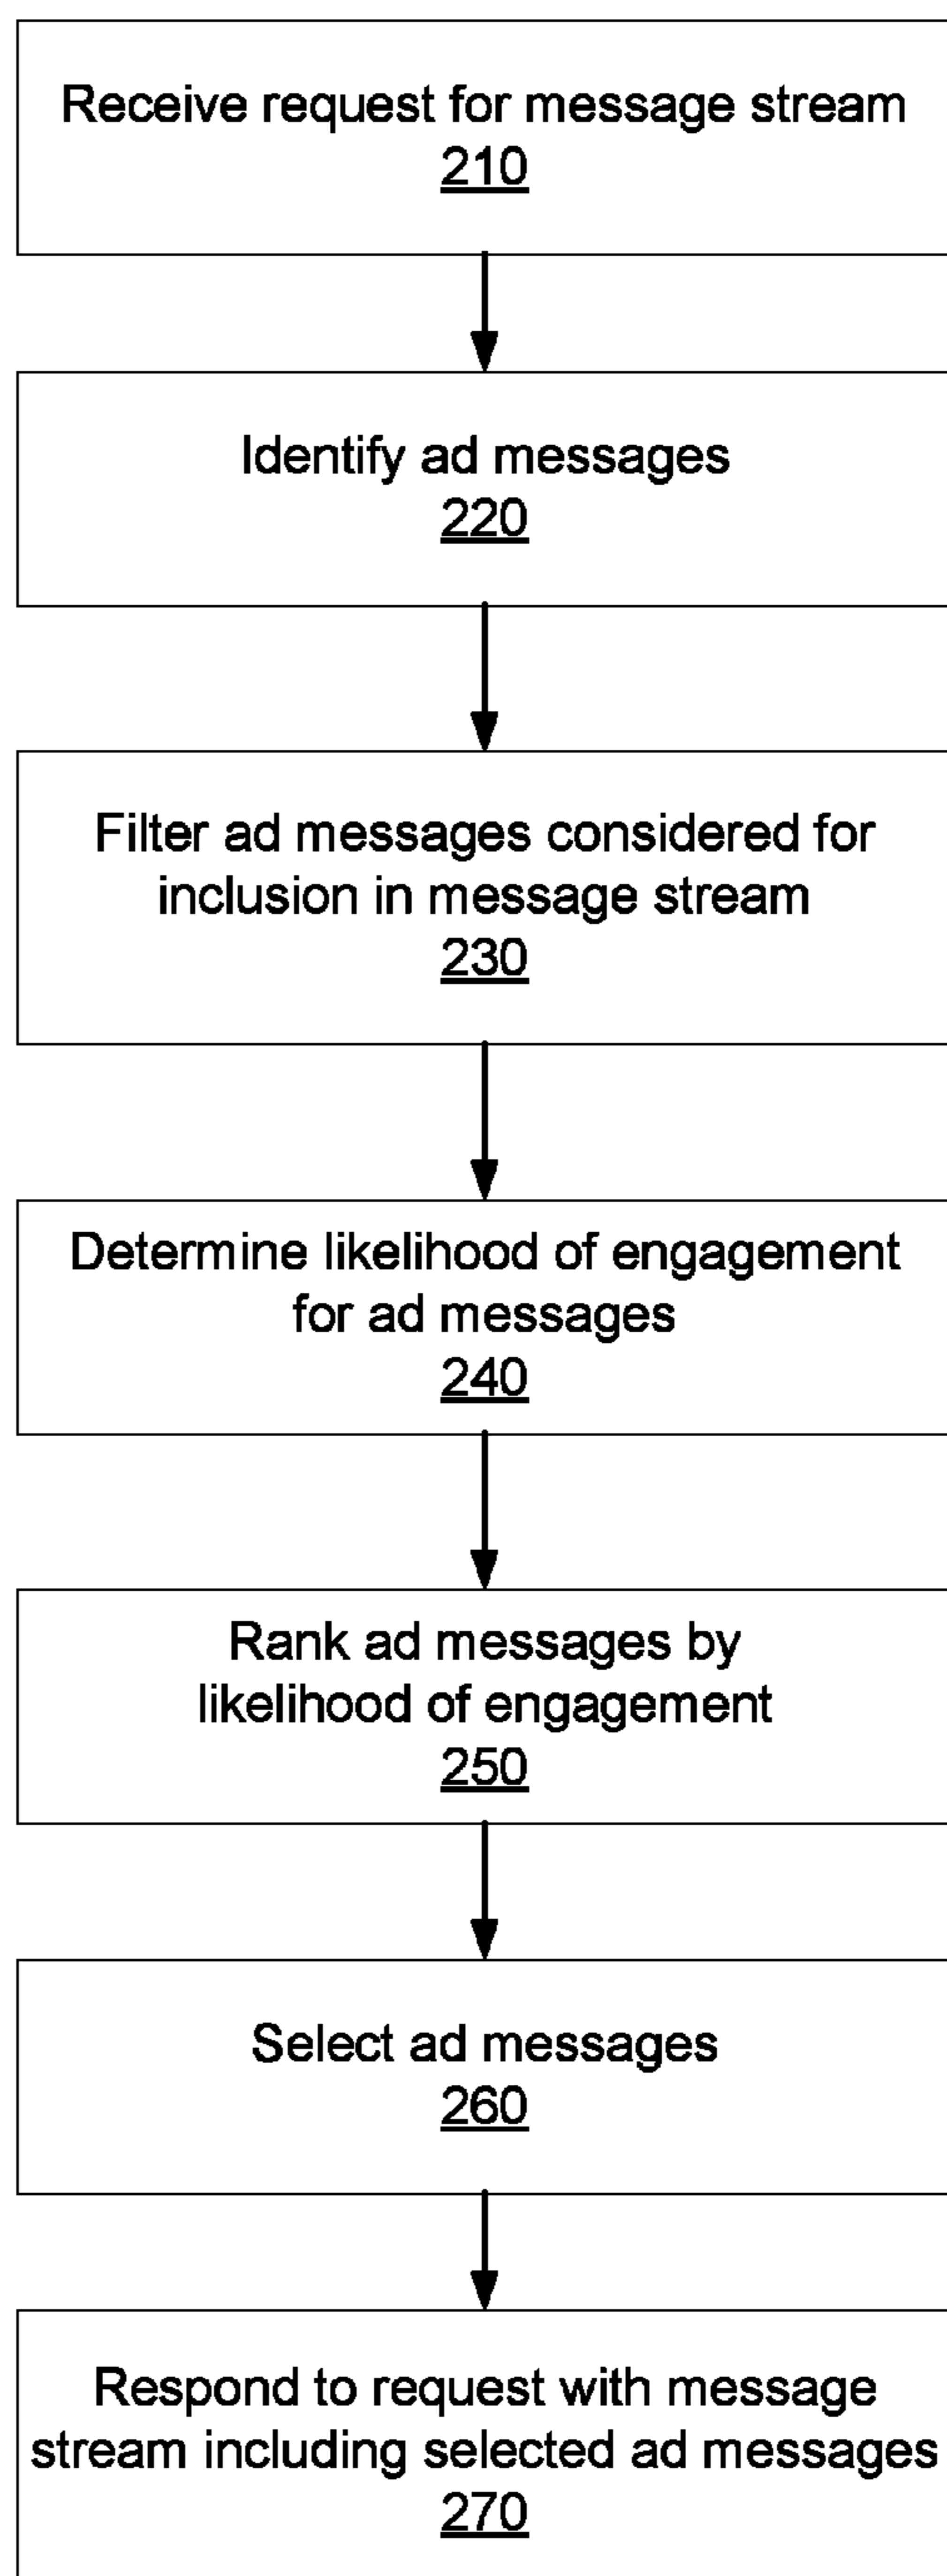 Receive request for message stream
210
Identify ad messages
220
Filter ad messages considered for
inclusion in message stream
230
Determine likelihood of engagement
for ad messages
240
Rank ad messages by
likelihood of engagement
250
Select ad messages
260
Respond to request with message
stream including selected ad messages
270